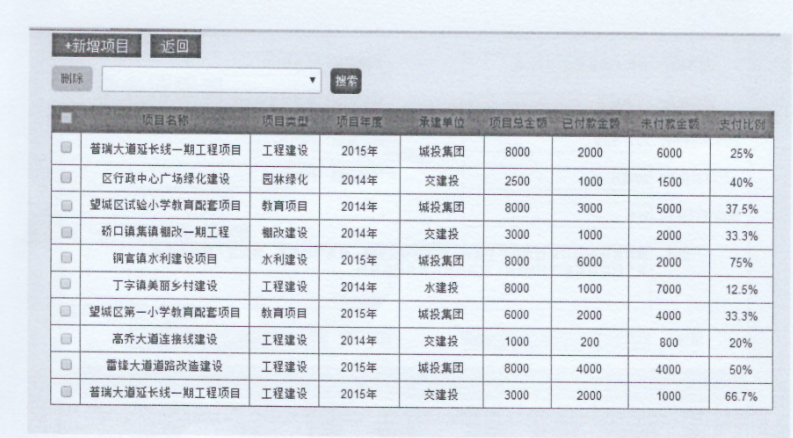 +新增项目 返回
删除 搜索
项目名称 项目类型 项目年度 承建单位 项目总金额 已付款金额 未付款金额 支付比例
普瑞大道延长线一期工程项目 工程建设 2015年 城投集团 8000 2000 6000 25%
区行政中心广场绿化建设 园林绿化 2014年 交建投 2500 1000 1500 40%
望城区试验小学教育配套项目 教育项目 2014年 城投集团 8000 3000 5000 37.5%
硚口镇集镇棚改一期工程 棚改建设 2014年 交建投 3000 1000 2000 33.3%
铜官镇水利建设项目 水利建设 2015年 城投集团 8000 6000 2000 75%
丁字镇美丽乡村建设 工程建设 2014年 水建投 8000 1000 7000 12.5%
望城区第一小学教育配套项目 教育项目 2015年 城投集团 6000 2000 4000 33.3%
高乔大道连接线建设 工程建设 2014年 交建投 1000 200 800 20%
雷锋大道道路改造建设 工程建设 2015年 城投集团 8000 4000 4000 50%
普瑞大道延长线一期工程项目 工程建设 2015年 交建投 3000 2000 1000 66.7%